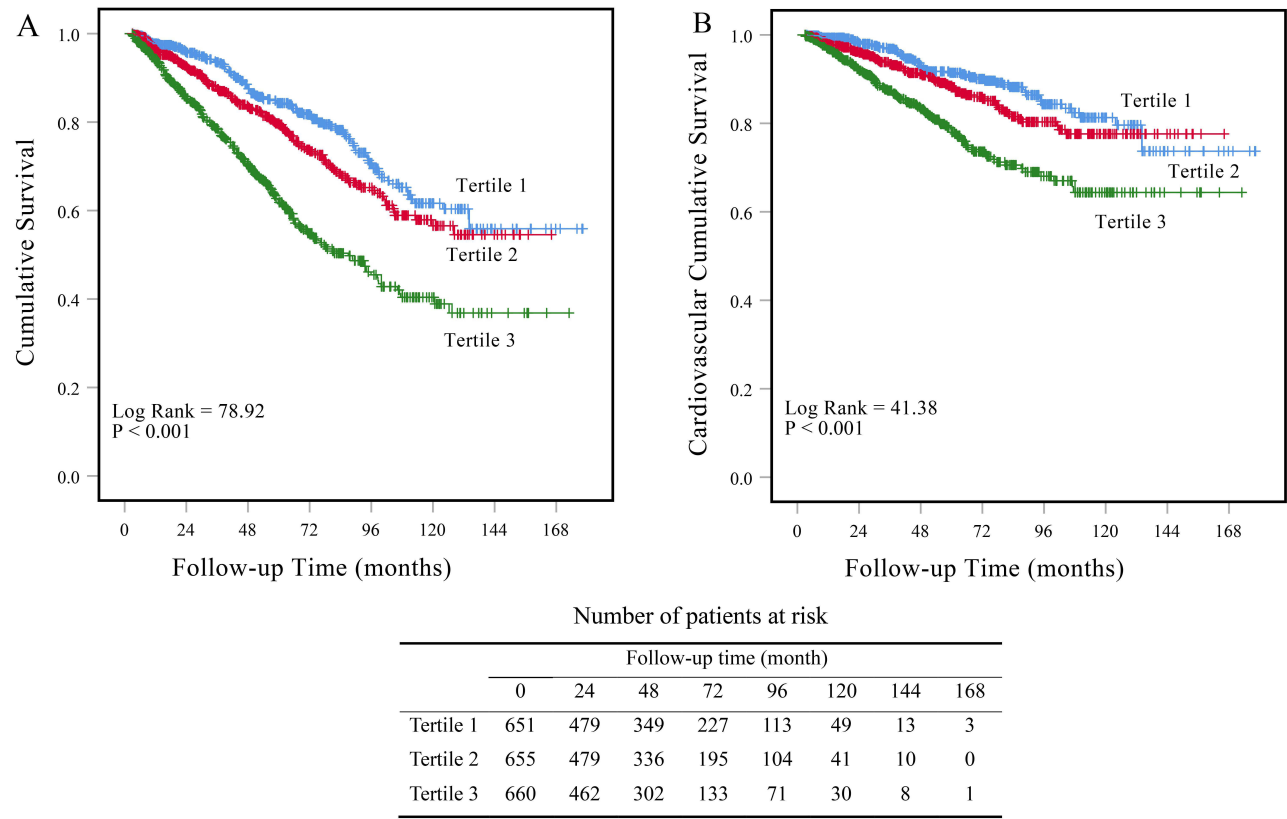 A
Cumulative Survival
1.0
0.8
0.6
0.4
0.2
0.0
Tertile 1
Tertile 2
Tertile 3
Log Rank = 78.92
P < 0.001
0 24 48 72 96 120 144 168
Follow-up Time (months)
B
Cardiovascular Cumulative Survival
1.0
0.8
0.6
0.4
0.2
0.0
Tertile 1
Tertile 2
Tertile 3
Log Rank = 41.38
P < 0.001
0 24 48 72 96 120 144 168
Follow-up Time (months)
Number of patients at risk
Follow-up time (month)
0 24 48 72 96 120 144 168
Tertile 1 651 479 349 227 113 49 13 3
Tertile 2 655 479 336 195 104 41 10 0
Tertile 3 660 462 302 133 71 30 8 1